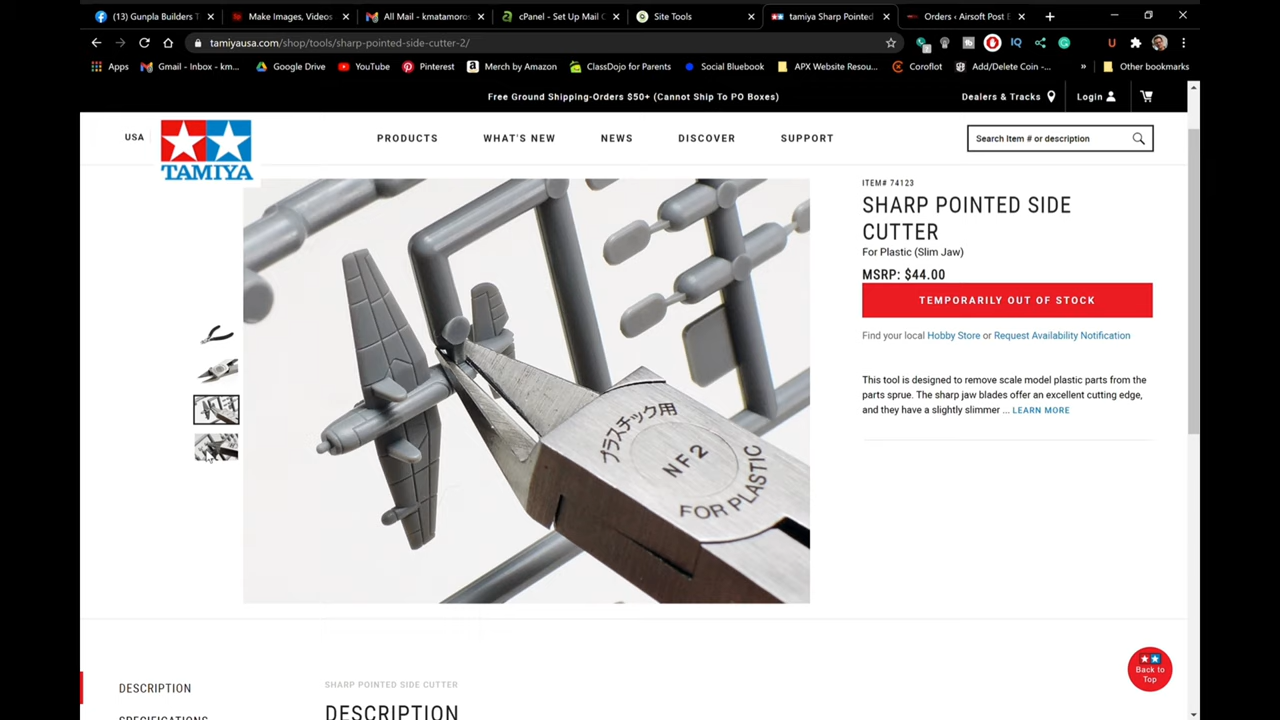 (13) Gunpla Builders T
Make Images, Videos
All Mail - kmatamoros
cPanel - Set Up Mail C
Site Tools
tamiya Sharp Pointed
Orders ‹ Airsoft Post E
tamiyausa.com/shop/tools/sharp-pointed-side-cutter-2/
Apps
Gmail - Inbox - km...
Google Drive
YouTube
Pinterest
Merch by Amazon
ClassDojo for Parents
Social Bluebook
APX Website Resou...
Coroflot
Add/Delete Coin -...
»
Other bookmarks
Free Ground Shipping-Orders $50+ (Cannot Ship To PO Boxes)
Dealers & Tracks
Login
USA
TAMIYA
PRODUCTS
WHAT'S NEW
NEWS
DISCOVER
SUPPORT
Search Item # or description
ITEM# 74123
SHARP POINTED SIDE
CUTTER
For Plastic (Slim Jaw)
MSRP: $44.00
TEMPORARILY OUT OF STOCK
Find your local Hobby Store or Request Availability Notification
This tool is designed to remove scale model plastic parts from the
parts sprue. The sharp jaw blades offer an excellent cutting edge,
and they have a slightly slimmer ... LEARN MORE
プラスチック用
NF2
FOR PLASTIC
Back to
Top
DESCRIPTION
SPECIFICATIONS
SHARP POINTED SIDE CUTTER
DESCRIPTION